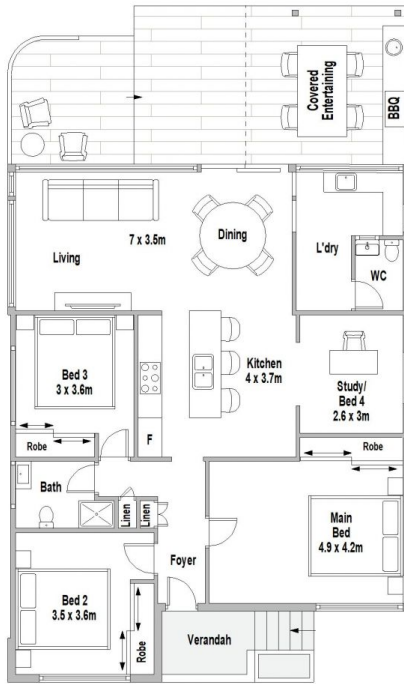 Covered
Entertaining
BBQ
7 x 3.5m
Dining
Living
L'dry
WC
Bed 3
3 x 3.6m
Kitchen
4 x 3.7m
Study/
Bed 4
2.6 x 3m
Robe
F
Robe
Bath
Linen
Linen
Main
Bed
4.9 x 4.2m
Foyer
Bed 2
3.5 x 3.6m
Robe
Verandah